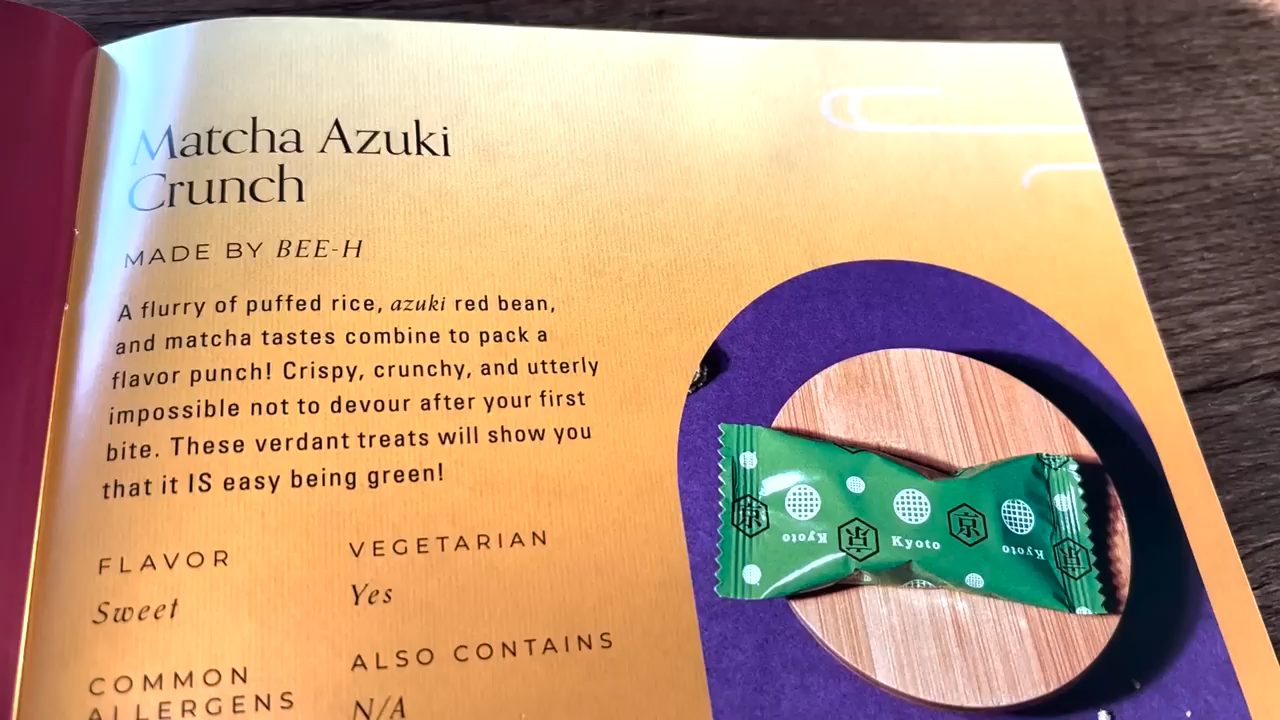 Matcha Azuki
Crunch
MADE BY BEE-H
A flurry of puffed rice, azuki red bean,
and matcha tastes combine to pack a
flavor punch! Crispy, crunchy, and utterly
impossible not to devour after your first
bite. These verdant treats will show you
that it IS easy being green!
FLAVOR
Sweet
VEGETARIAN
Yes
COMMON
ALLERGENS
ALSO CONTAINS
N/A
京
Kyoto
京
Kyoto
京
Kyoto
京